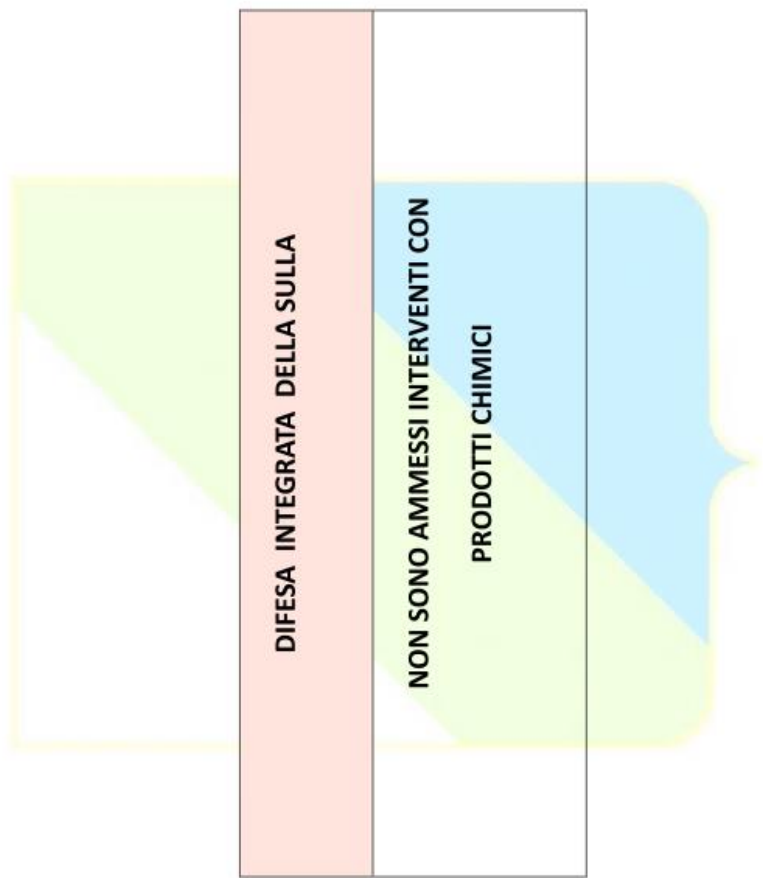 DIFESA INTEGRATA DELLA SULLA
NON SONO AMMESSI INTERVENTI CON
PRODOTTI CHIMICI